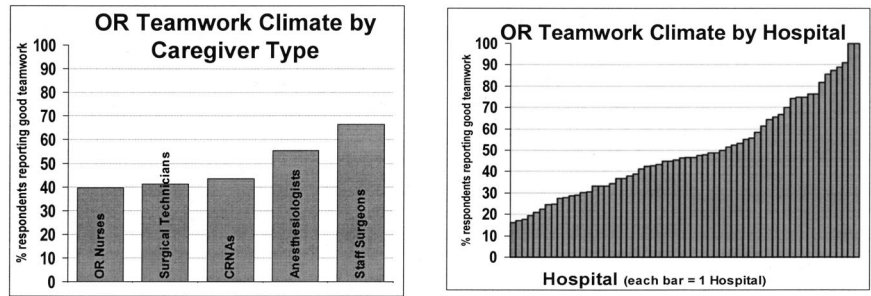 OR Teamwork Climate by
Caregiver Type
% respondents reporting good teamwork
100
90
80
70
60
50
40
30
20
10
0
OR Nurses
Surgical Technicians
CRNAs
Anesthesiologists
Staff Surgeons
OR Teamwork Climate by Hospital
% respondents reporting good teamwork
100
90
80
70
60
50
40
30
20
10
0
Hospital (each bar = 1 Hospital)